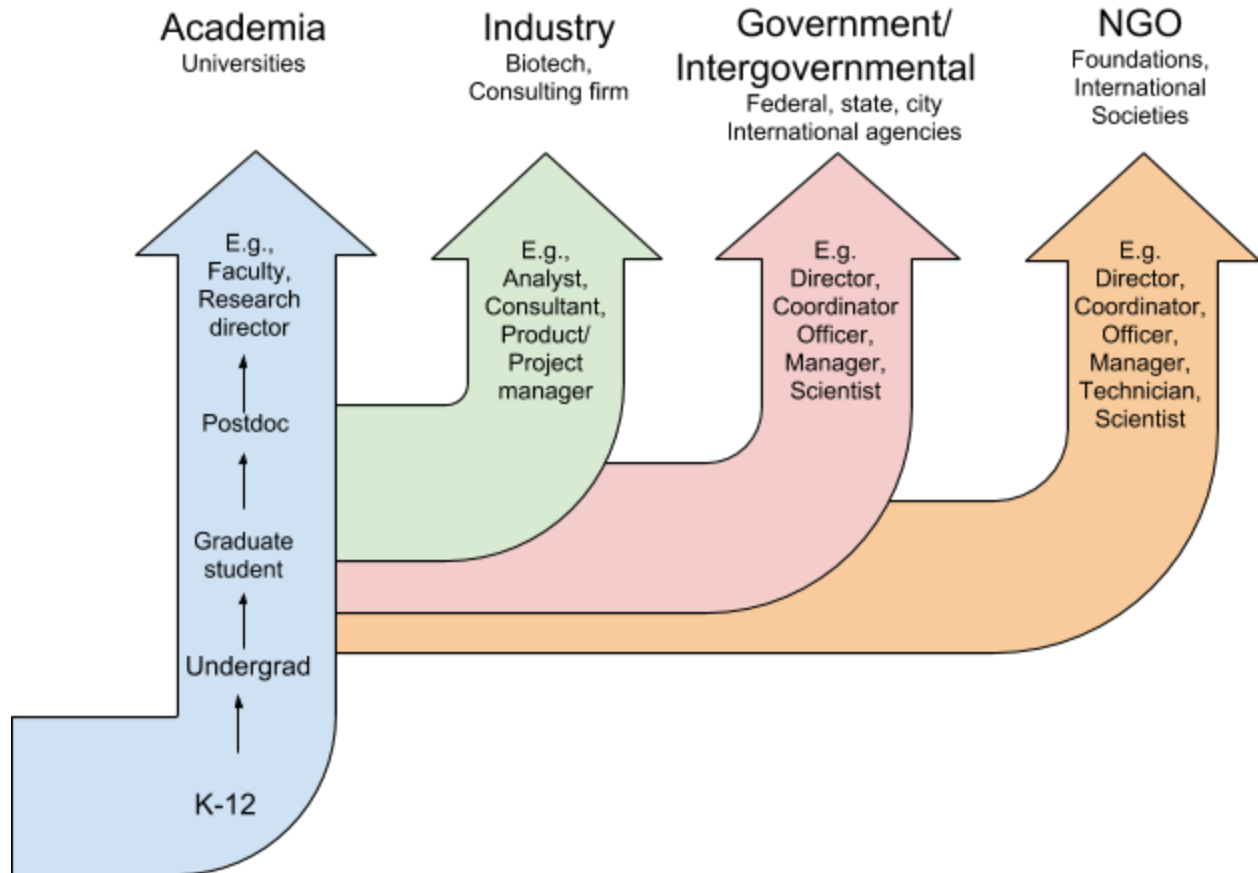 Academia
Universities
Industry
Biotech,
Consulting firm
Government/
Intergovernmental
Federal, state, city
International agencies
NGO
Foundations,
International
Societies
E.g.,
Faculty,
Research
director
Postdoc
Graduate
student
Undergrad
K-12
E.g.,
Analyst,
Consultant,
Product/
Project
manager
E.g.
Director,
Coordinator
Officer,
Manager,
Scientist
E.g.
Director,
Coordinator,
Officer,
Manager,
Technician,
Scientist